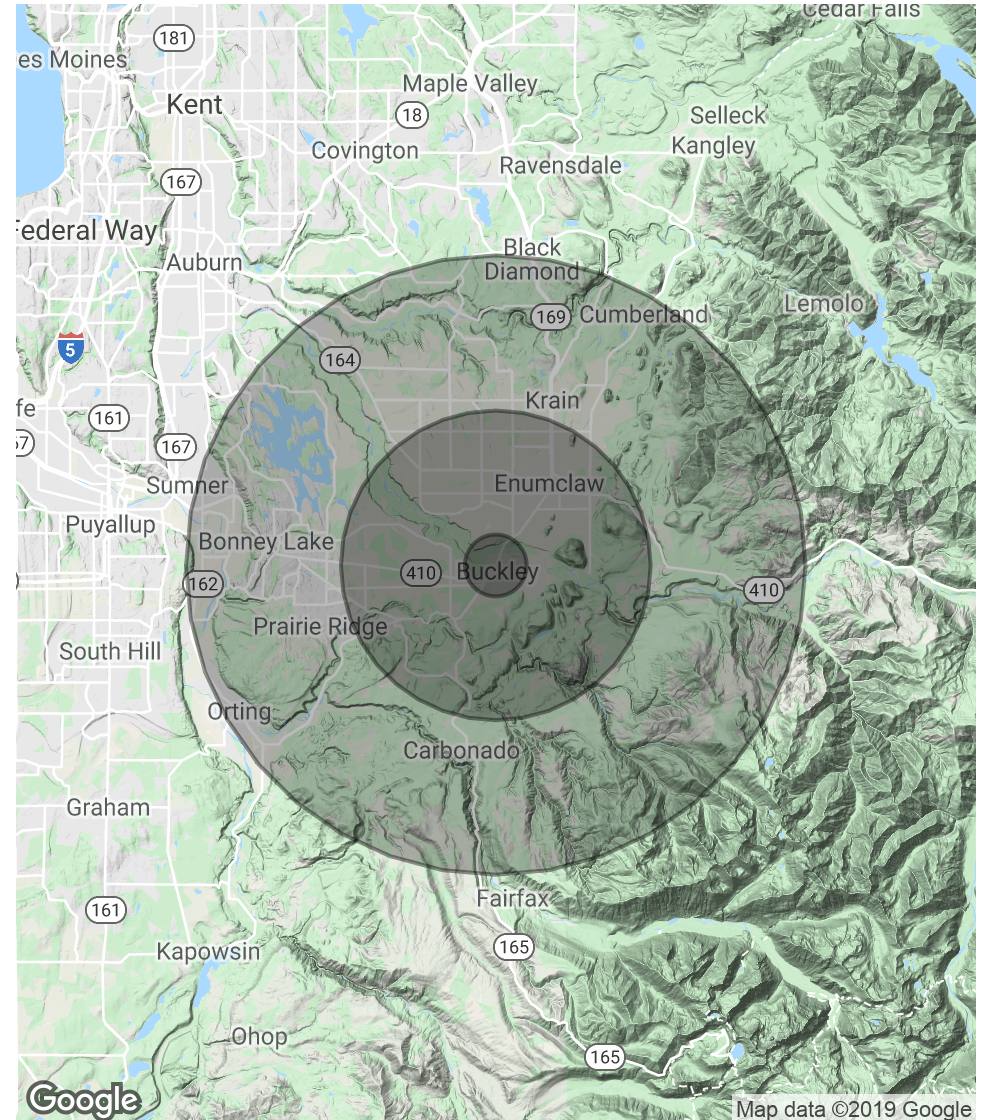 Cedar Falls
181
es Moines
Maple Valley
Kent
18
Selleck
Covington
Kangley
Ravensdale
167
Federal Way
Black
Diamond
Auburn
Lemolo
169
Cumberland
5
164
Krain
fe
161
167
57
Enumclaw
Sumner
Puyallup
Bonney Lake
410
Buckley
162
410
Prairie Ridge
South Hill
Orting
Carbonado
Graham
Fairfax
161
165
Kapowsin
Ohop
165
Google
Map data ©2019 Google